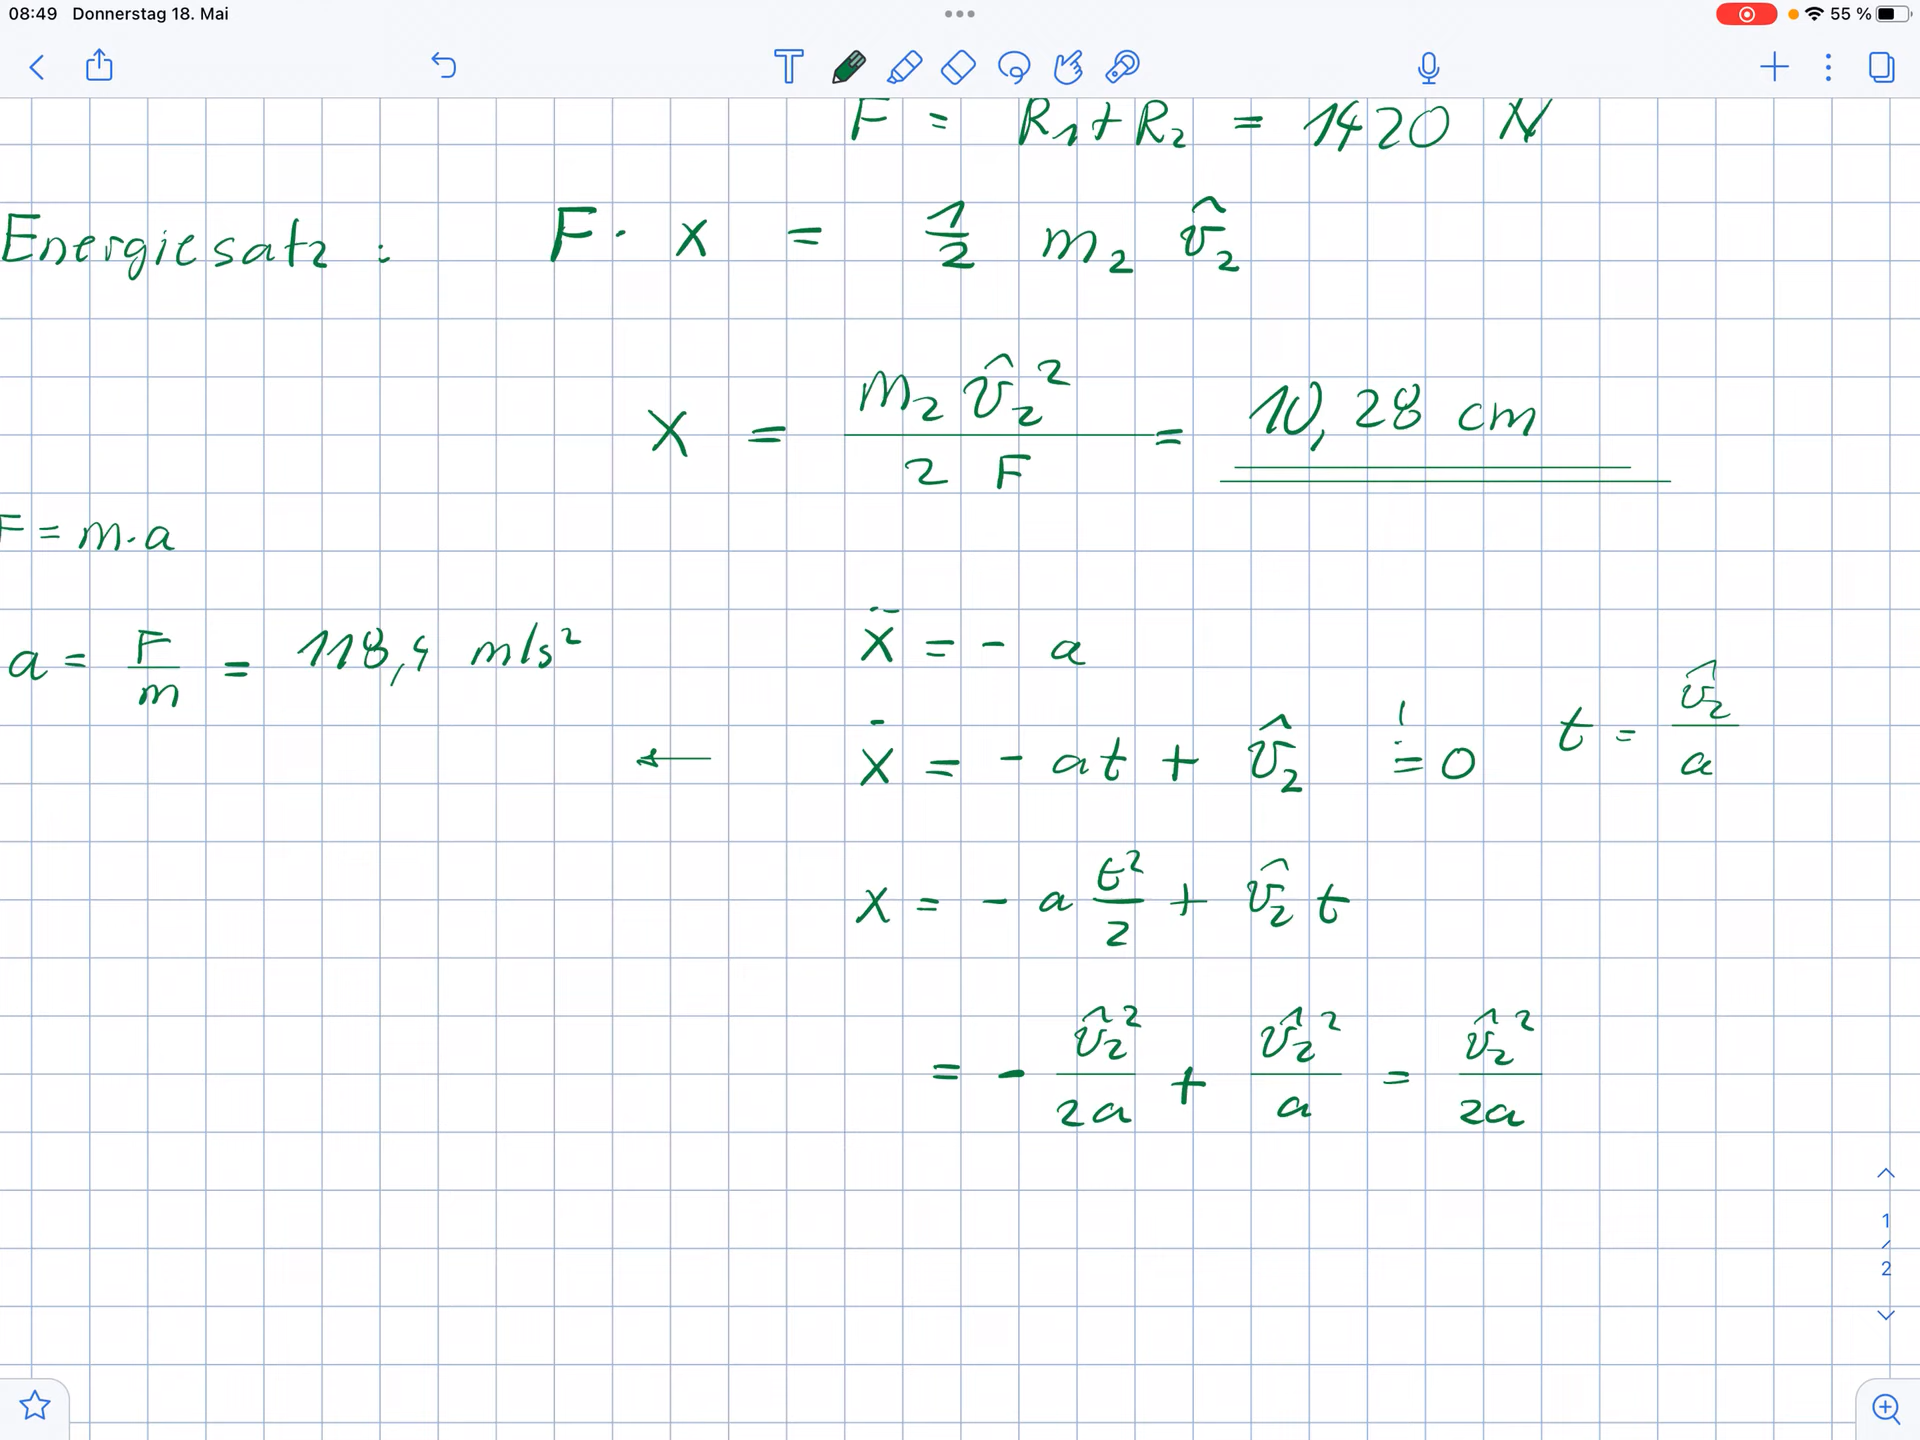 08:49 Donnerstag 18. Mai
55 %
F = R₁ + R₂ = 1420 N
Energiesatz : F · x = 1/2 m₂ v̂₂
x = m₂ v̂₂² / 2 F = 10,28 cm
F = m·a
a = F/m = 118,4 m/s²
ẍ = - a
← ẋ = - at + v̂₂ != 0 t = v̂₂/a
x = - a t²/2 + v̂₂ t
= - v̂₂²/2a + v̂₂²/a = v̂₂²/2a
1
/
2